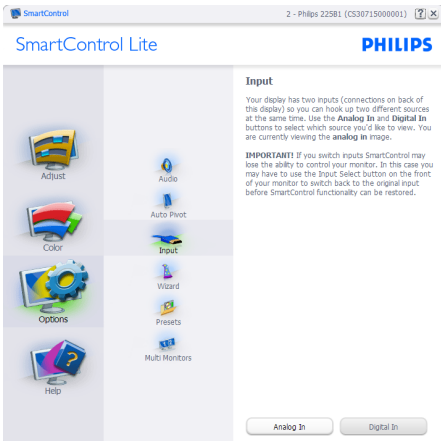 SmartControl
2 - Philips 225B1 (CS30715000001)
SmartControl Lite
PHILIPS
Adjust
Color
Options
Help
Audio
Auto Pivot
Input
Wizard
Presets
Multi Monitors
Input
Your display has two inputs (connections on back of
this display) so you can hook up two different sources
at the same time. Use the Analog In and Digital In
buttons to select which source you'd like to view. You
are currently viewing the analog in image.
IMPORTANT! If you switch inputs SmartControl may
lose the ability to control your monitor. In this case you
may have to use the Input Select button on the front
of your monitor to switch back to the original input
before SmartControl functionality can be restored.
Analog In
Digital In